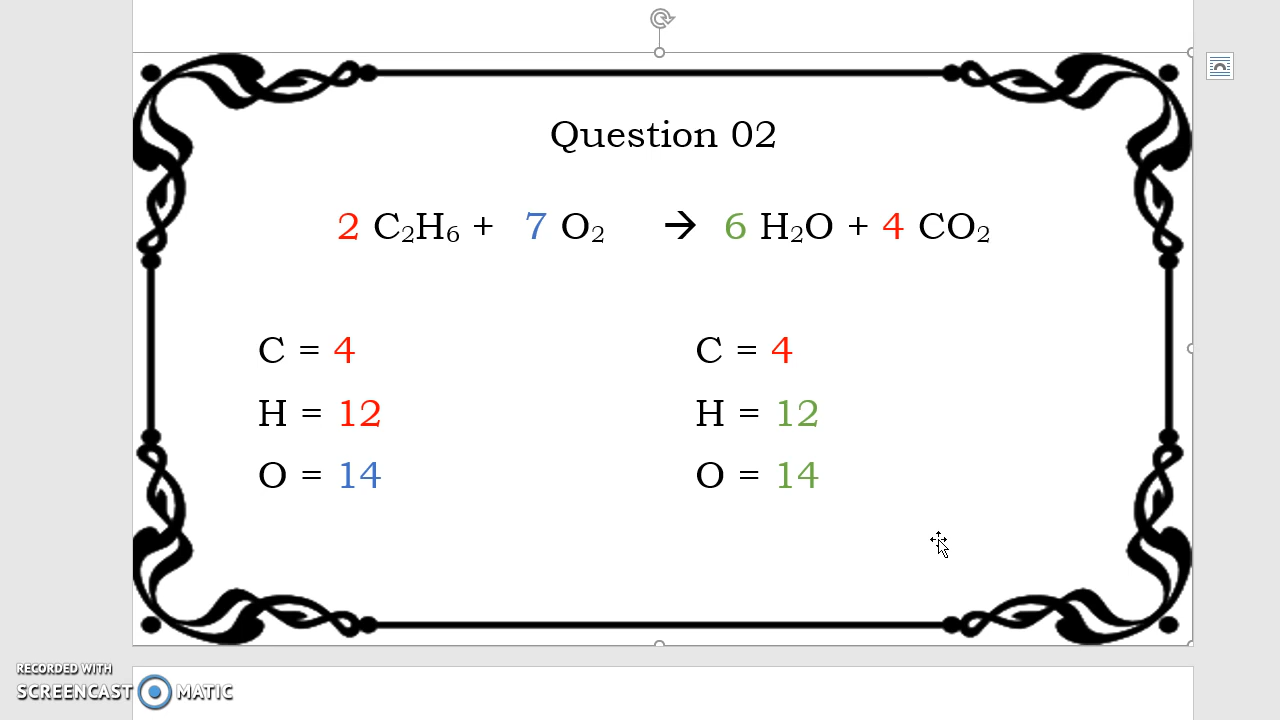 Question 02
2 C₂H₆ + 7 O₂ → 6 H₂O + 4 CO₂
C = 4 C = 4
H = 12 H = 12
O = 14 O = 14
RECORDED WITH
SCREENCAST MATIC